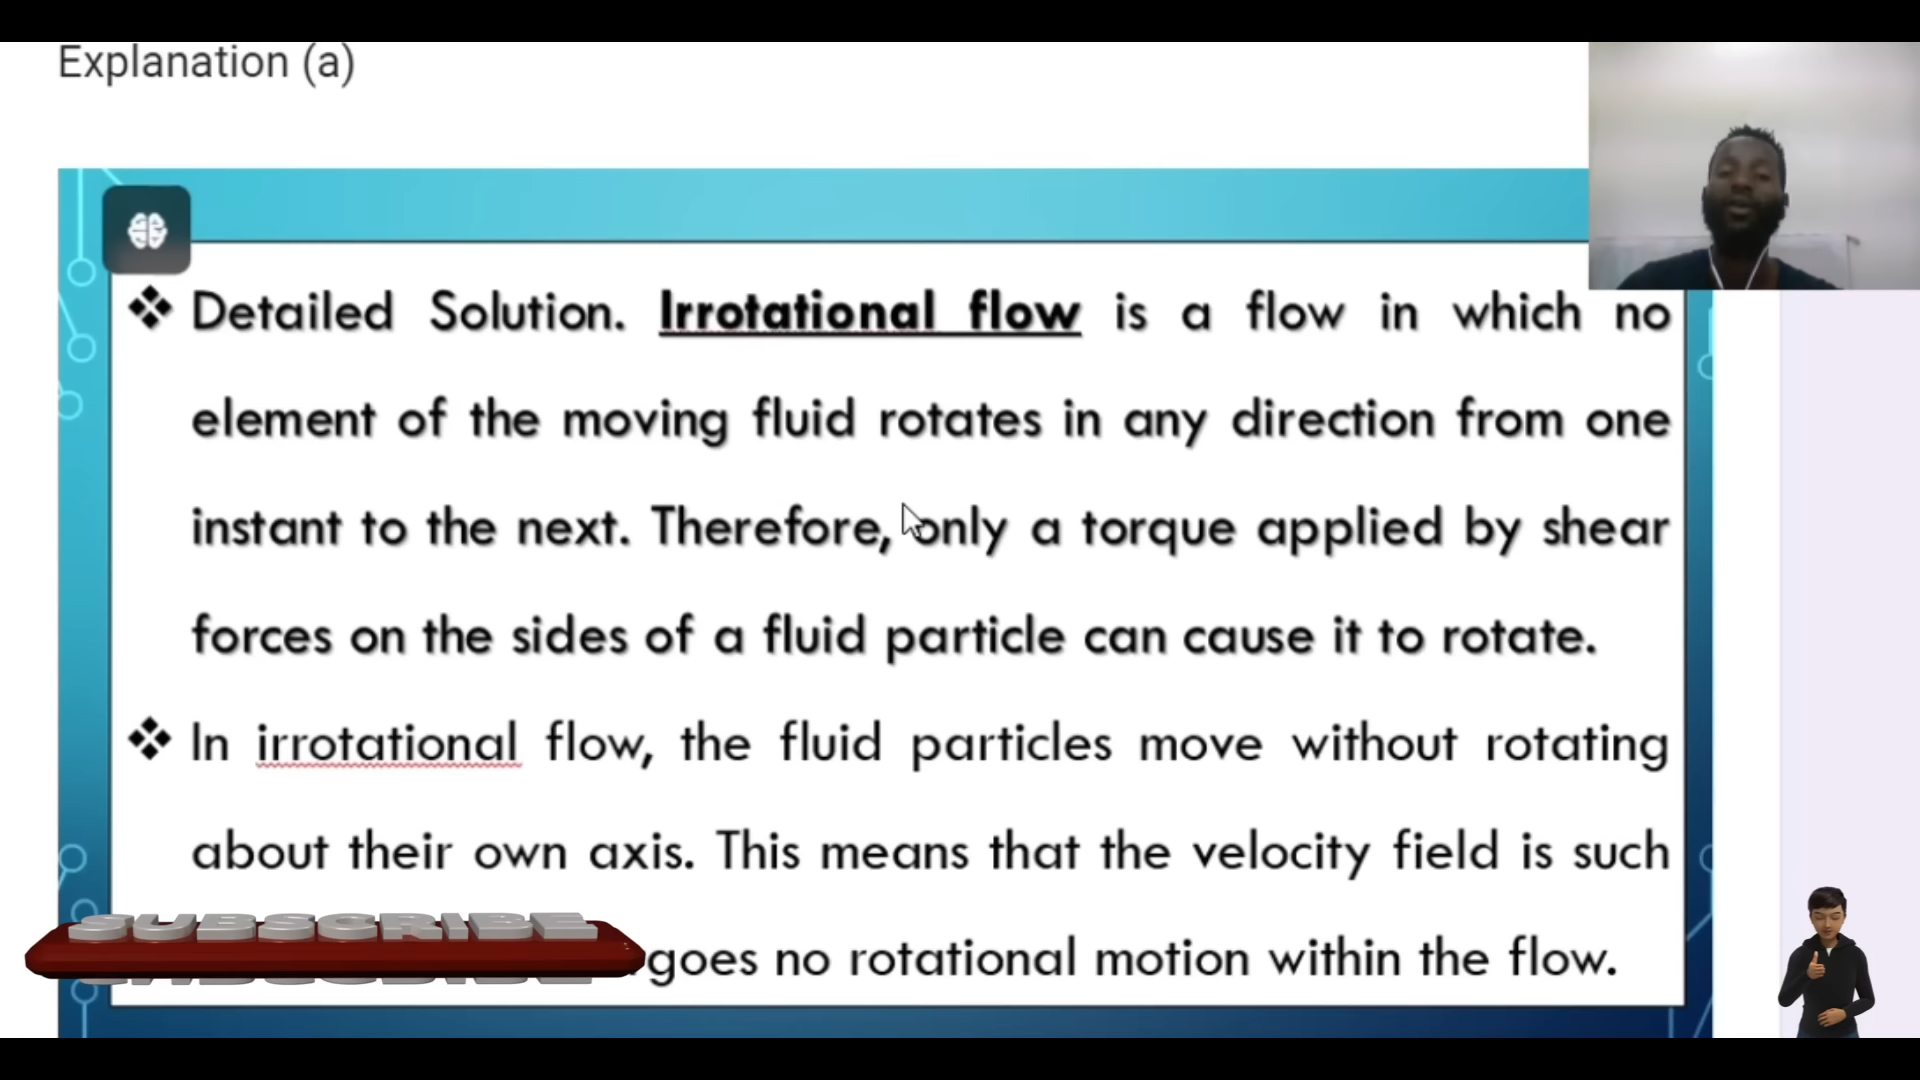 Explanation (a)
❖ Detailed Solution. Irrotational flow is a flow in which no
element of the moving fluid rotates in any direction from one
instant to the next. Therefore, only a torque applied by shear
forces on the sides of a fluid particle can cause it to rotate.
❖ In irrotational flow, the fluid particles move without rotating
about their own axis. This means that the velocity field is such
goes no rotational motion within the flow.
SUBSCRIBE